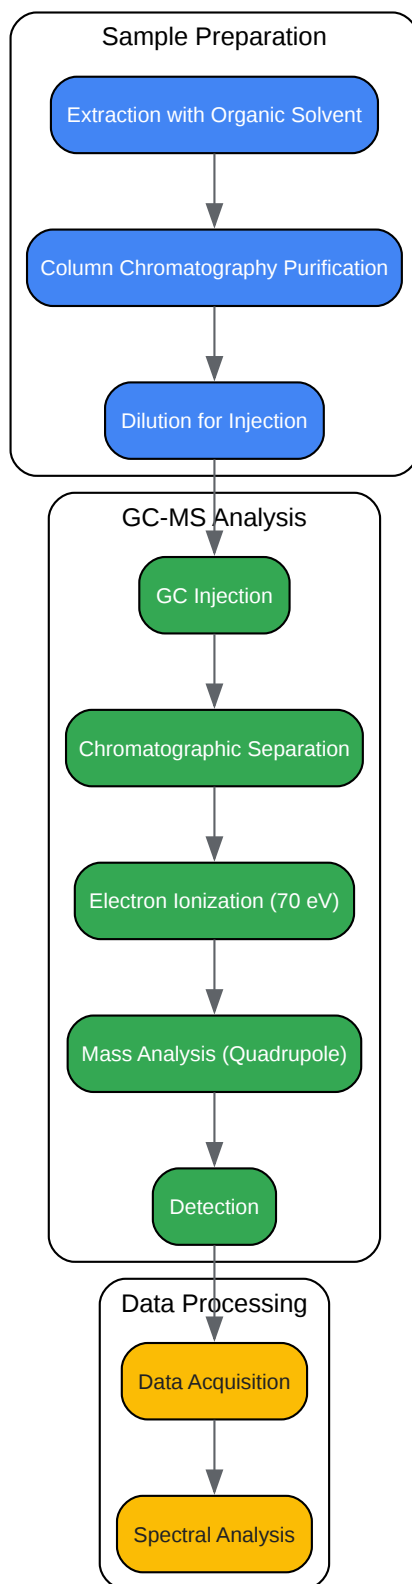 Sample Preparation
Extraction with Organic Solvent
Column Chromatography Purification
Dilution for Injection
GC-MS Analysis
GC Injection
Chromatographic Separation
Electron Ionization (70 eV)
Mass Analysis (Quadrupole)
Detection
Data Processing
Data Acquisition
Spectral Analysis